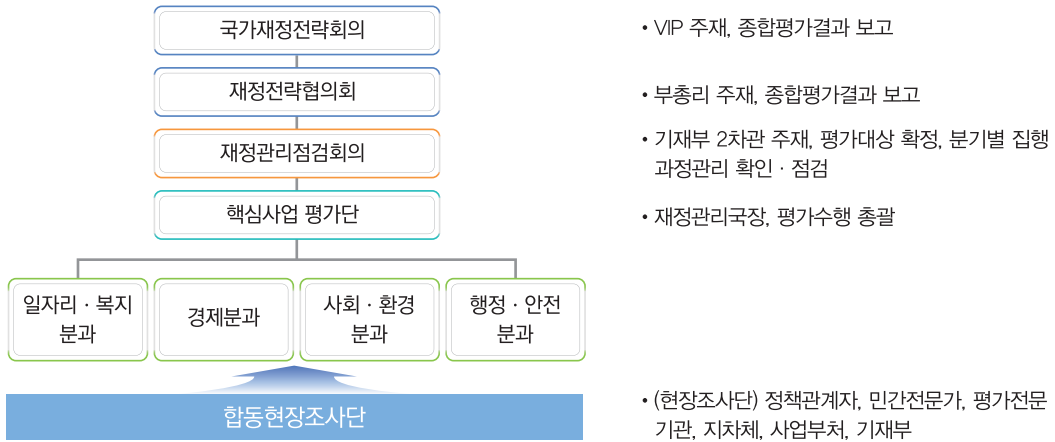 국가재정전략회의
• VIP 주재, 종합평가결과 보고
재정전략협의회
• 부총리 주재, 종합평가결과 보고
재정관리점검회의
• 기재부 2차관 주재, 평가대상 확정, 분기별 집행
과정관리 확인 · 점검
핵심사업 평가단
• 재정관리국장, 평가수행 총괄
일자리 · 복지
분과
경제분과
사회 · 환경
분과
행정 · 안전
분과
합동현장조사단
• (현장조사단) 정책관계자, 민간전문가, 평가전문
기관, 지차체, 사업부처, 기재부